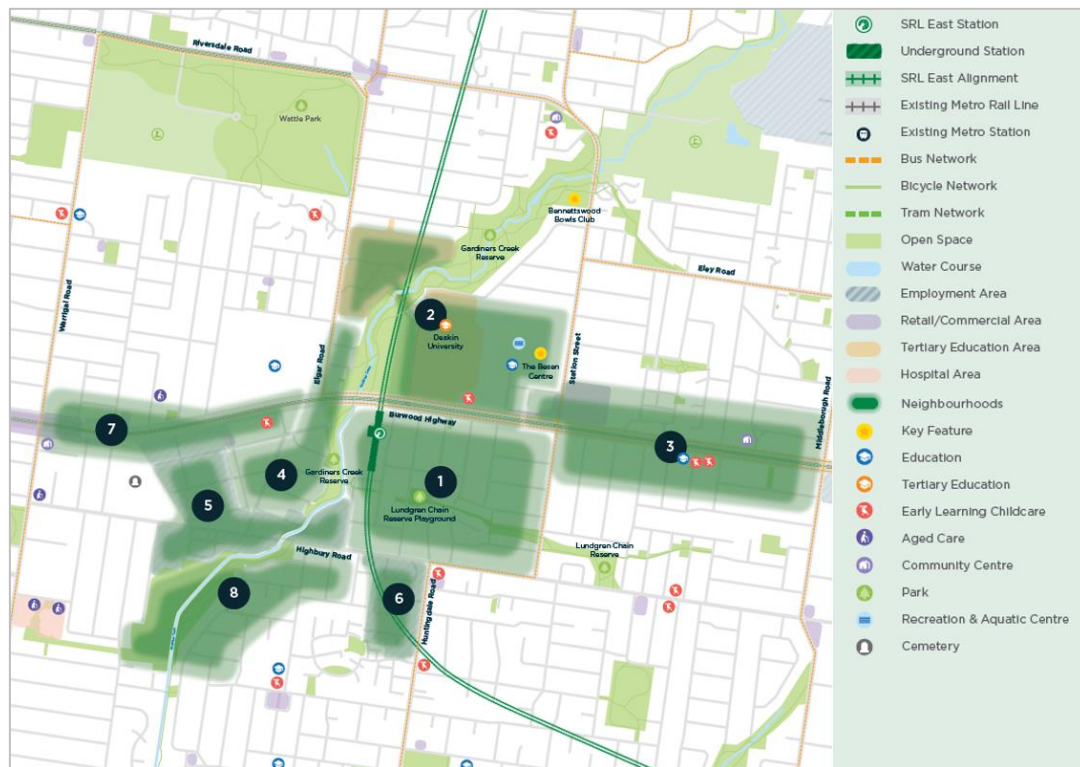 Riversdale Road
Wattle Park
Bennettswood
Bowls Club
Gardiners Creek
Reserve
Eley Road
Warrigal Road
Elgar Road
2
Deakin
University
The Besen
Centre
Station Street
Middleborough Road
Burwood Highway
7
3
4
Gardiners Creek
Reserve
1
5
Lundgren Chain
Reserve Playground
Highbury Road
Lundgren Chain
Reserve
8
6
Huntingdale Road
SRL East Station
Underground Station
SRL East Alignment
Existing Metro Rail Line
Existing Metro Station
Bus Network
Bicycle Network
Tram Network
Open Space
Water Course
Employment Area
Retail/Commercial Area
Tertiary Education Area
Hospital Area
Neighbourhoods
Key Feature
Education
Tertiary Education
Early Learning Childcare
Aged Care
Community Centre
Park
Recreation & Aquatic Centre
Cemetery